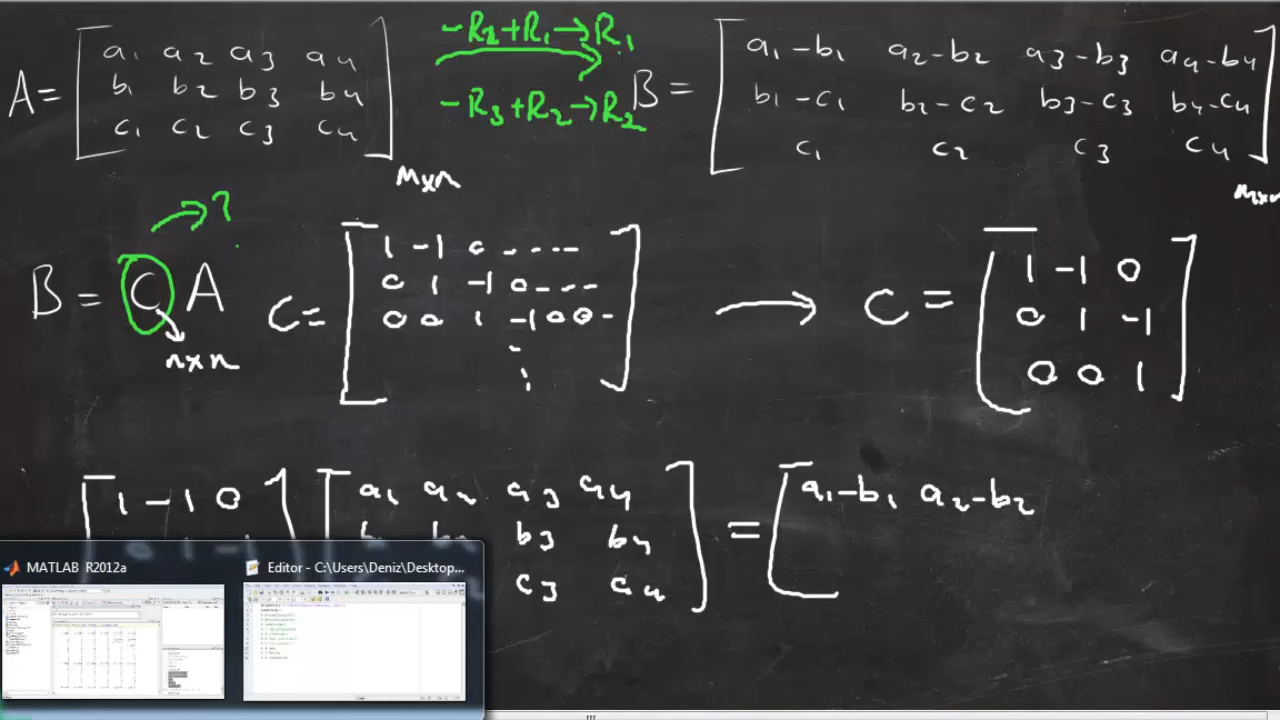 A = [ a1 a2 a3 a4 -R2+R1→R1 B = [ a1-b1 a2-b2 a3-b3 a4-b4
b1 b2 b3 b4 -R3+R2→R2 b1-c1 b2-c2 b3-c3 b4-c4
c1 c2 c3 c4 ] mxn c1 c2 c3 c4 ] mxn
→ ?
B = C A
nxn
C = [ 1 -1 0 ....
0 1 -1 0 ...
0 0 1 -1 0 0 - ]
→ C = [ 1 -1 0
0 1 -1
0 0 1 ]
[ 1 -1 0 ] [ a1 a2 a3 a4 ] = [ a1-b1 a2-b2
b3 b4
c3 c4
MATLAB R2012a
Editor - C:\Users\Deniz\Desktop...